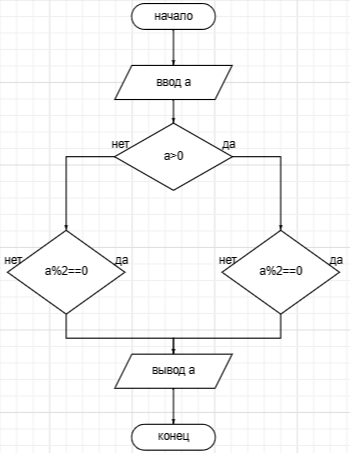 начало
ввод а
нет
да
а>0
нет
да
нет
да
а%2==0
а%2==0
вывод а
конец